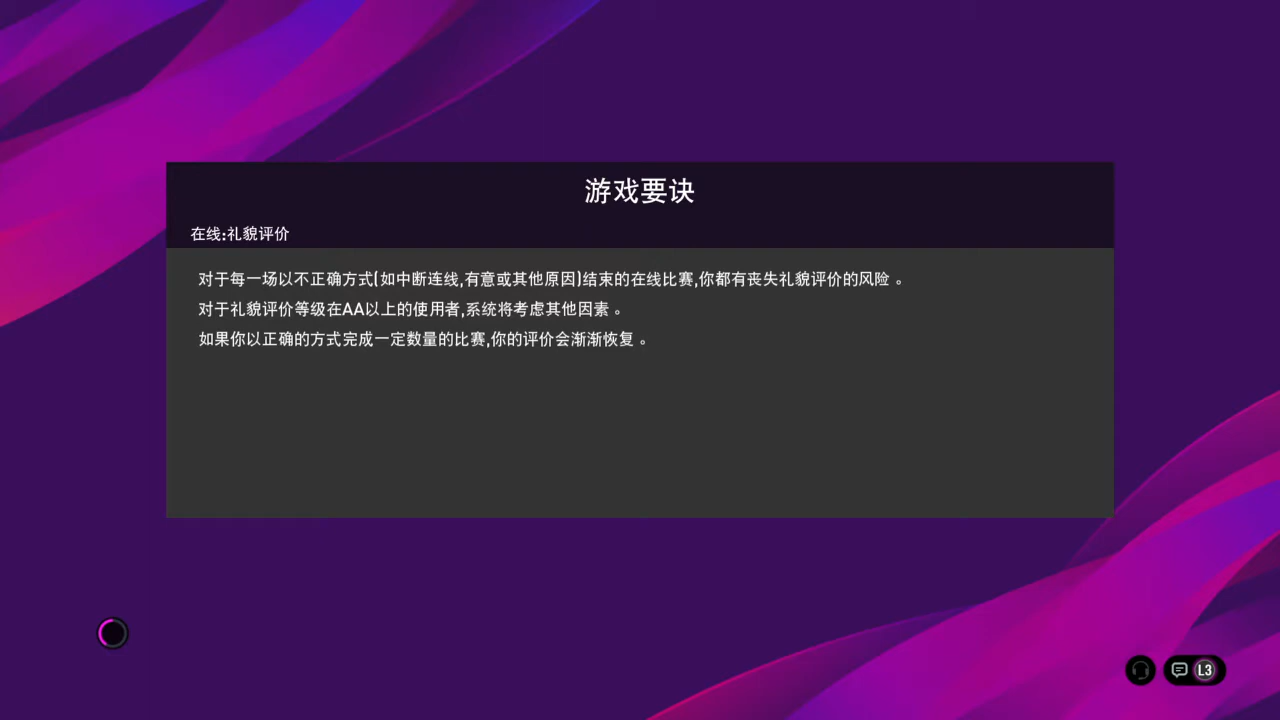 游戏要诀
在线:礼貌评价
对于每一场以不正确方式(如中断连线,有意或其他原因)结束的在线比赛,你都有丧失礼貌评价的风险。
对于礼貌评价等级在AA以上的使用者,系统将考虑其他因素。
如果你以正确的方式完成一定数量的比赛,你的评价会渐渐恢复。
L3